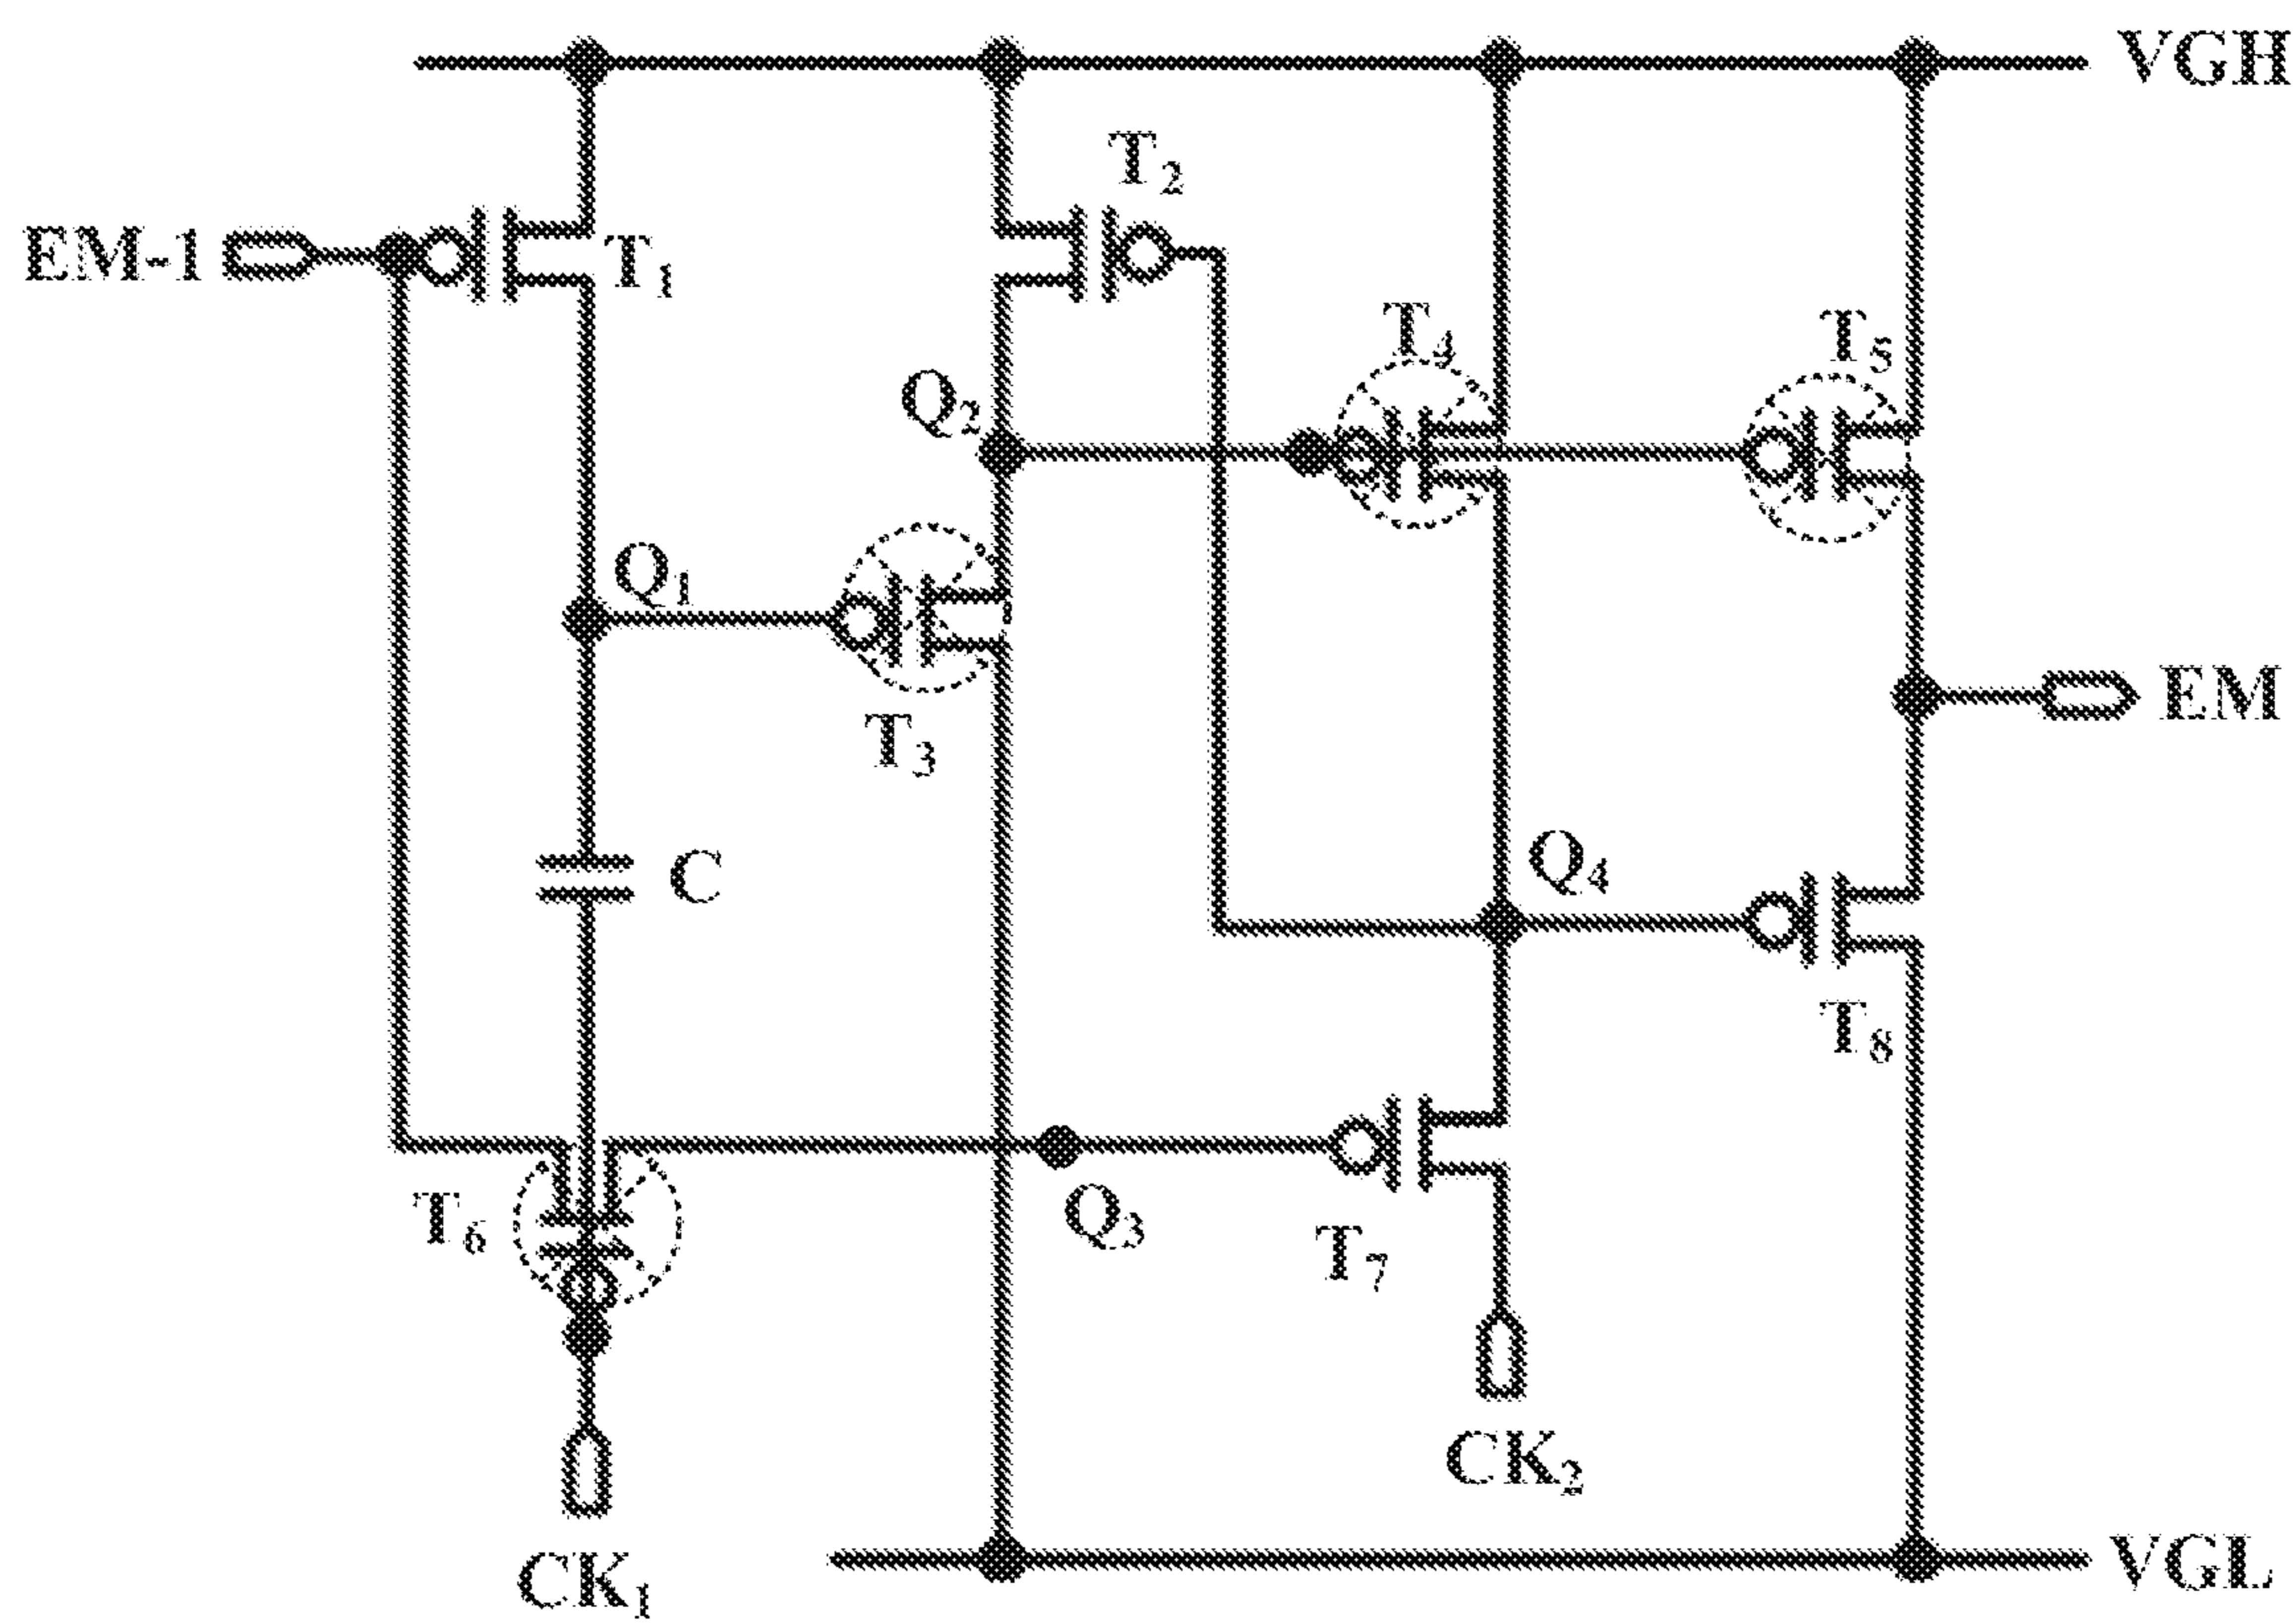 VGH
T₂
EM-1
T₁
T₄
T₅
Q₂
Q₁
EM
T₃
C
Q₄
T₈
T₆
Q₃
T₇
CK₂
CK₁
VGL